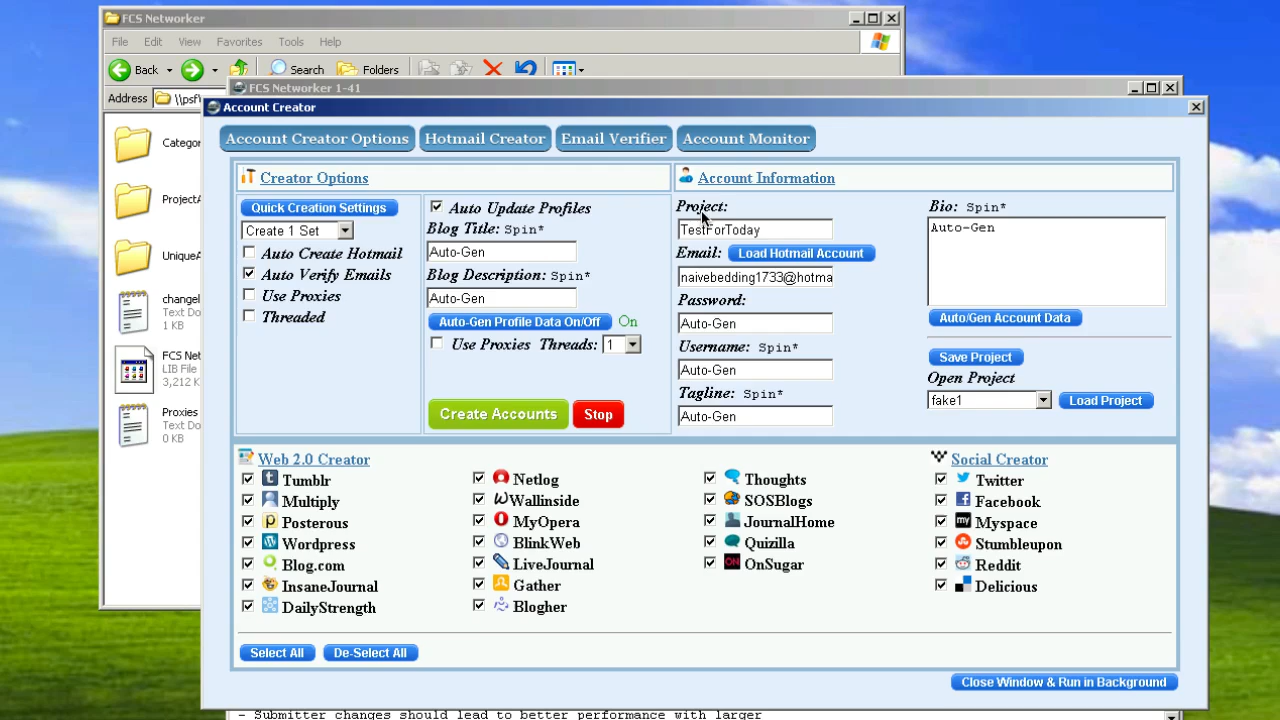 FCS Networker
File Edit View Favorites Tools Help
Back Search Folders
Address \\psf\
FCS Networker 1-41
Account Creator
Account Creator Options Hotmail Creator Email Verifier Account Monitor
Creator Options
Quick Creation Settings
Create 1 Set
Auto Create Hotmail
Auto Verify Emails
Use Proxies
Threaded
Auto Update Profiles
Blog Title: Spin*
Auto-Gen
Blog Description: Spin*
Auto-Gen
Auto-Gen Profile Data On/Off On
Use Proxies Threads: 1
Create Accounts Stop
Account Information
Project:
TestForToday
Email: Load Hotmail Account
naivebedding1733@hotma
Password:
Auto-Gen
Username: Spin*
Auto-Gen
Tagline: Spin*
Auto-Gen
Bio: Spin*
Auto-Gen
Auto/Gen Account Data
Save Project
Open Project
fake1 Load Project
Categor
ProjectA
UniqueA
changel
Text Do
1 KB
FCS Net
LIB File
3,212 K
Proxies
Text Do
0 KB
Web 2.0 Creator
Tumblr
Multiply
Posterous
Wordpress
Blog.com
InsaneJournal
DailyStrength
Netlog
Wallinside
MyOpera
BlinkWeb
LiveJournal
Gather
Blogher
Thoughts
SOSBlogs
JournalHome
Quizilla
OnSugar
Social Creator
Twitter
Facebook
Myspace
Stumbleupon
Reddit
Delicious
Select All De-Select All
Close Window & Run in Background
- Submitter changes should lead to better performance with larger